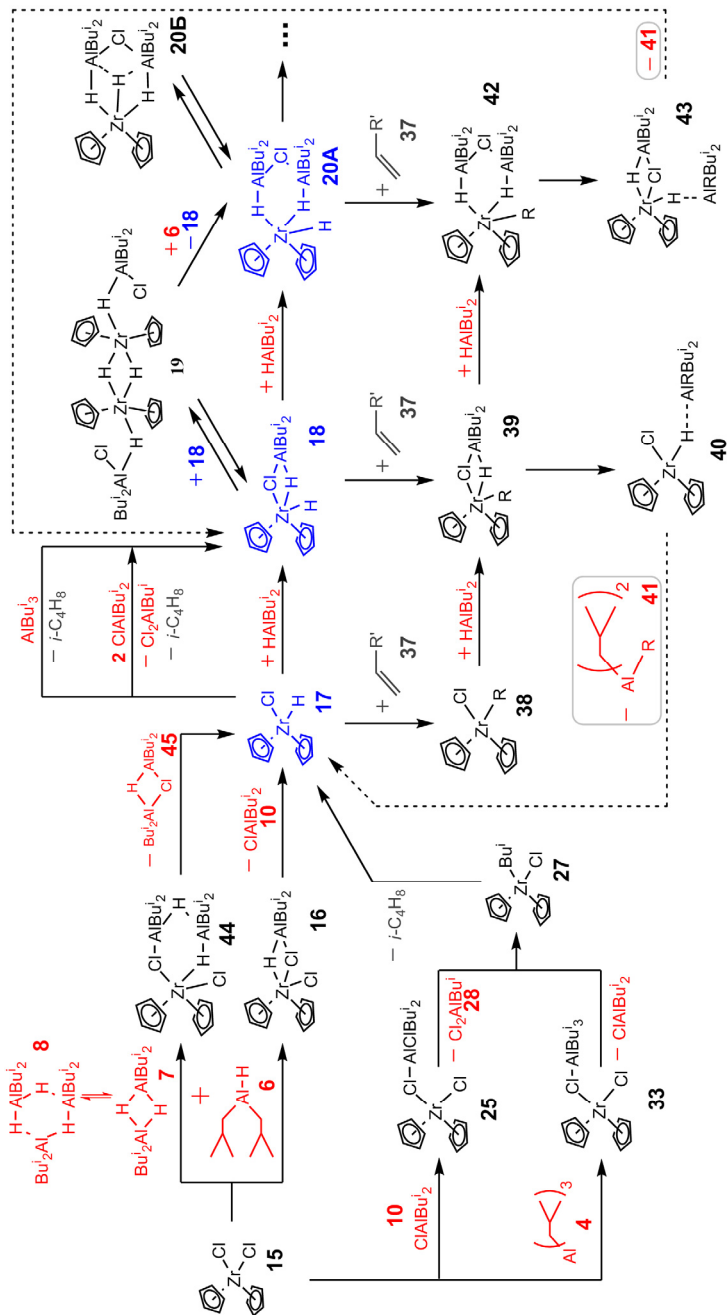 Buⁱ₂Al
H–AlBuⁱ₂
H
H–AlBuⁱ₂
8
Buⁱ₂Al
H
AlBuⁱ₂
H
7
+
Al–H
6
Zr
Cl
Cl
15
Cl–AlBuⁱ₂
Zr
H
H–AlBuⁱ₂
Cl
44
– Buⁱ₂Al
H
AlBuⁱ₂
Cl
45
Zr
H
AlBuⁱ₂
Cl
Cl
16
– ClAlBuⁱ₂
10
Zr
Cl
H
17
AlBuⁱ₃
– i-C₄H₈
2 ClAlBuⁱ₂
– Cl₂AlBuⁱ
– i-C₄H₈
+ HAlBuⁱ₂
Zr
Cl
AlBuⁱ₂
H
H
18
+ 18
Buⁱ₂Al
Cl
H
Zr
H
H
Zr
H
AlBuⁱ₂
Cl
19
+ 6
– 18
+ HAlBuⁱ₂
Zr
H–AlBuⁱ₂
Cl
H–AlBuⁱ₂
H
20А
...
Zr
H
AlBuⁱ₂
H
Cl
H
AlBuⁱ₂
20Б
+
R'
37
+
R'
37
+
R'
37
Zr
Cl
R
38
+ HAlBuⁱ₂
Zr
Cl
AlBuⁱ₂
H
R
39
+ HAlBuⁱ₂
Zr
H–AlBuⁱ₂
Cl
H–AlBuⁱ₂
R
42
Zr
Cl
H
AlRBuⁱ₂
40
Zr
H
AlBuⁱ₂
Cl
H
AlRBuⁱ₂
43
– 41
– Al
( )₂
R
41
10
ClAlBuⁱ₂
Al
( )₃
4
Zr
Cl–AlClBuⁱ₂
Cl
25
– Cl₂AlBuⁱ
28
Zr
Cl–AlBuⁱ₃
Cl
33
– ClAlBuⁱ₂
Zr
Buⁱ
Cl
27
– i-C₄H₈